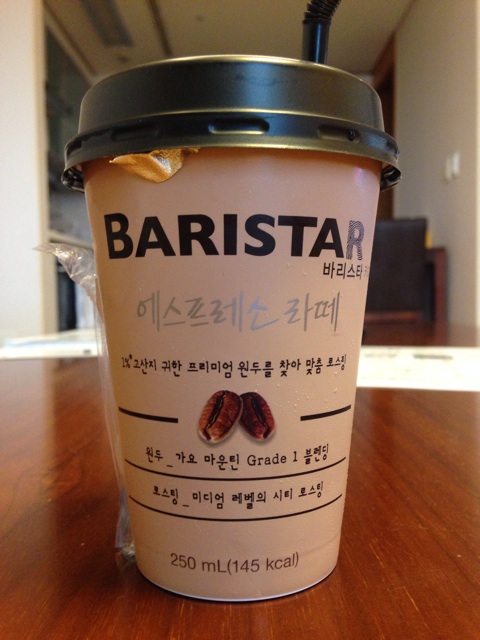 BARISTAR
바리스타
에스프레소 라떼
1% 고산지 귀한 프리미엄 원두를 찾아 맞춤 로스팅
원두_가요 마운틴 Grade 1 블렌딩
로스팅_미디엄 레벨의 시티 로스팅
250 mL(145 kcal)